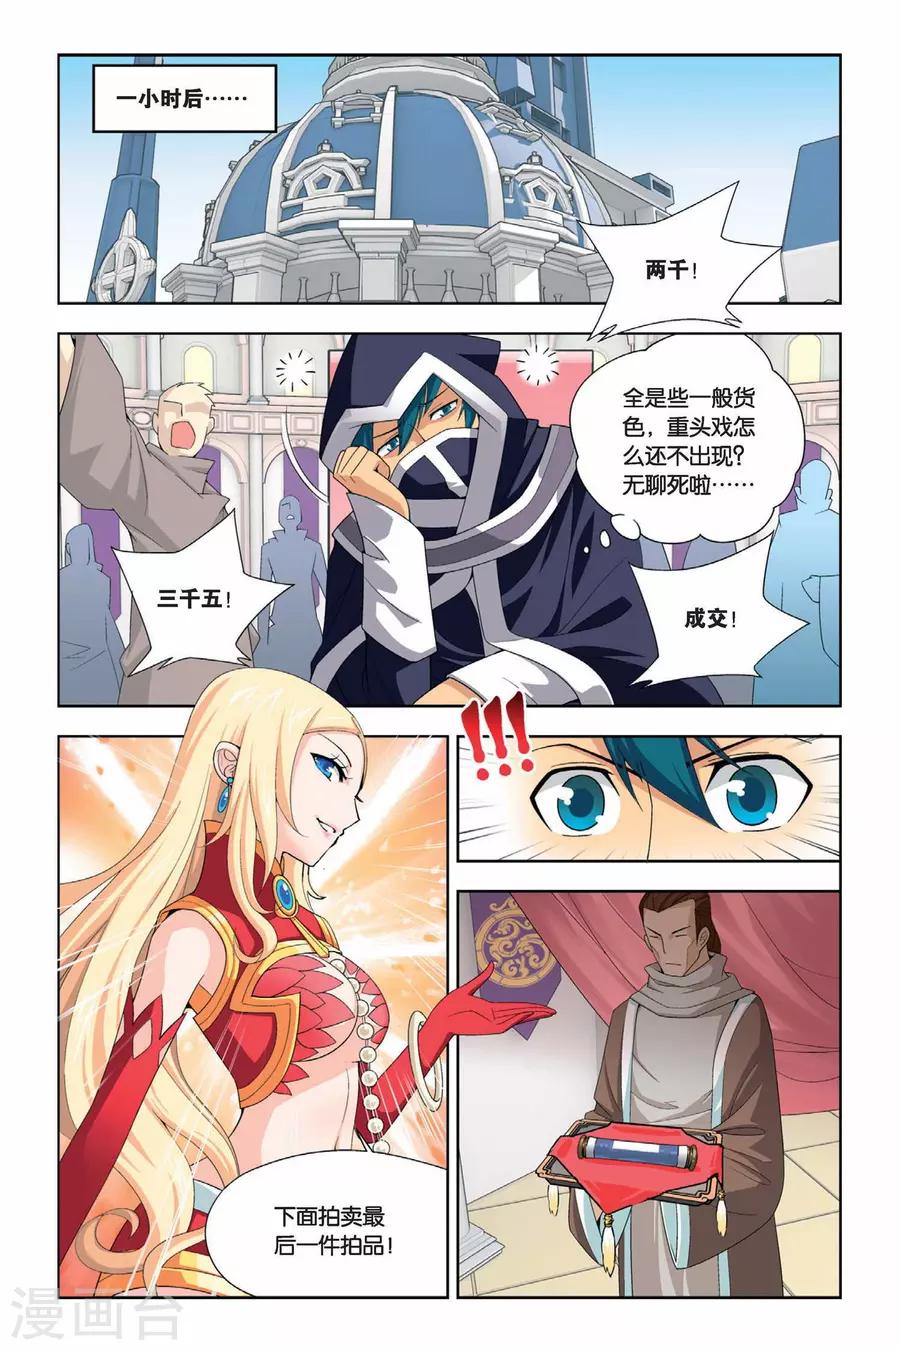 一小时后……
两千！
全是些一般货
色，重头戏怎
么还不出现？
无聊死啦……
三千五！
成交！
!!!
下面拍卖最
后一件拍品！
漫画台